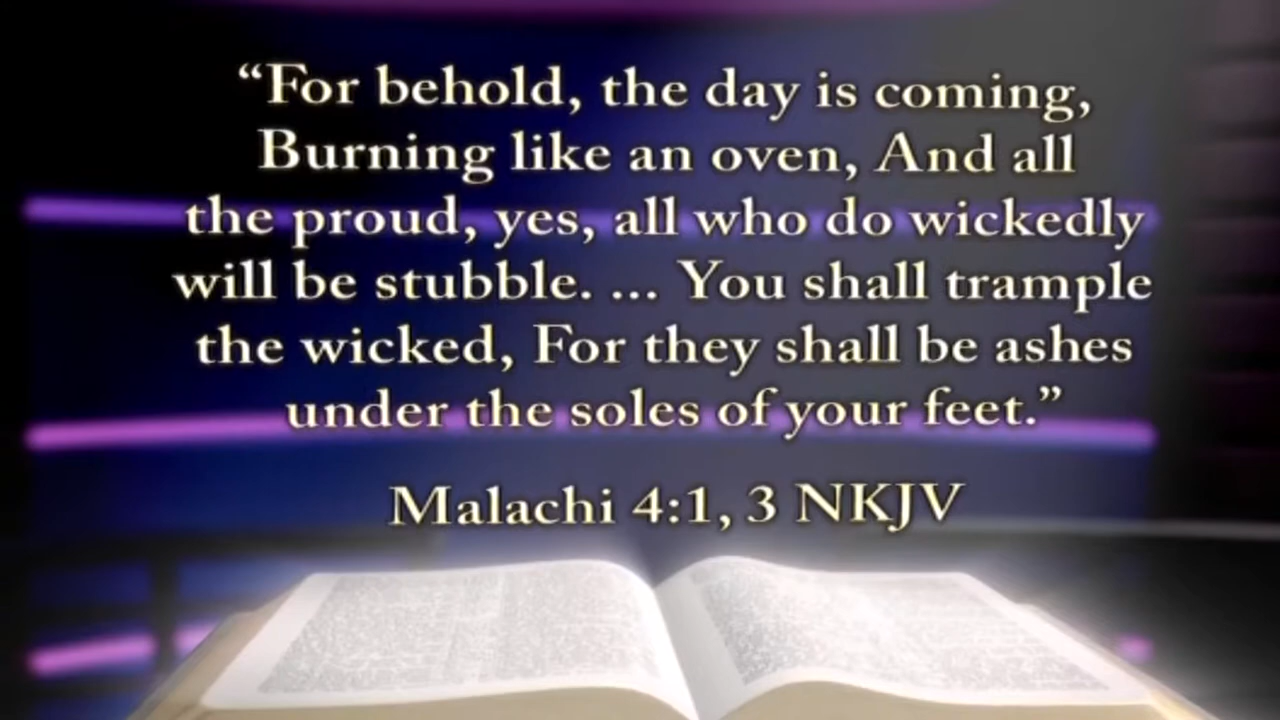 “For behold, the day is coming,
Burning like an oven, And all
the proud, yes, all who do wickedly
will be stubble. ... You shall trample
the wicked, For they shall be ashes
under the soles of your feet.”
Malachi 4:1, 3 NKJV